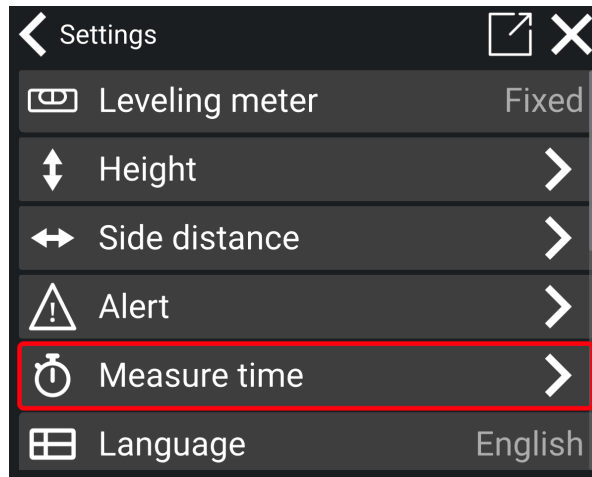 Settings
Leveling meter Fixed
Height
Side distance
Alert
Measure time
Language English